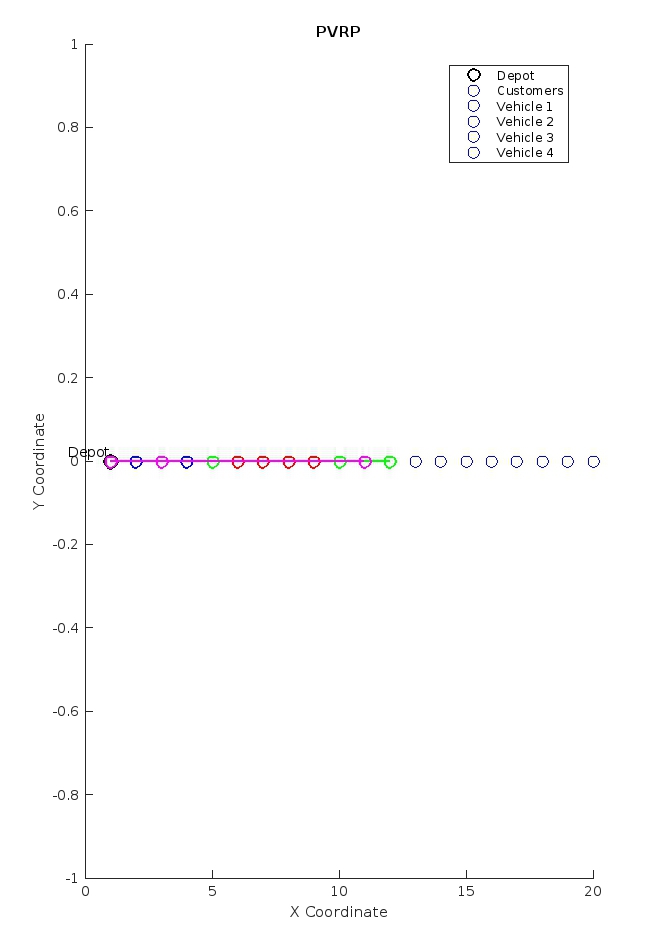 PVRP
1
Depot
Customers
Vehicle 1
Vehicle 2
Vehicle 3
Vehicle 4
0.8
0.6
0.4
0.2
Depot
0
-0.2
-0.4
-0.6
-0.8
-1
Y Coordinate
0 5 10 15 20
X Coordinate